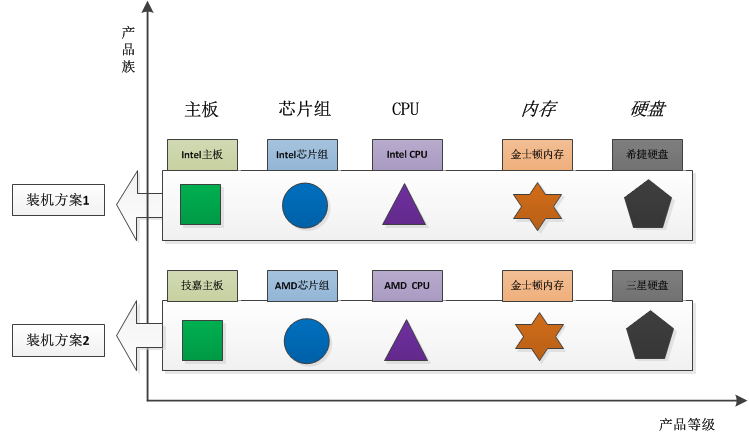 产品族
主板 芯片组 CPU 内存 硬盘
Intel主板 Intel芯片组 Intel CPU 金士顿内存 希捷硬盘
装机方案1
技嘉主板 AMD芯片组 AMD CPU 金士顿内存 三星硬盘
装机方案2
产品等级